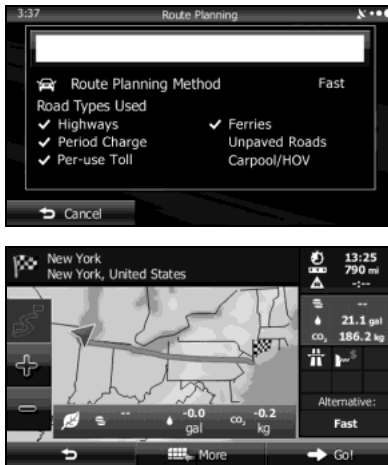 3:37 Route Planning
Route Planning Method Fast
Road Types Used
Highways Ferries
Period Charge Unpaved Roads
Per-use Toll Carpool/HOV
Cancel
New York
New York, United States
13:25
790 mi
-:--
--
21.1 gal
CO₂ 186.2 kg
Alternative:
Fast
-- -0.0 gal CO₂ -0.2 kg
More Go!